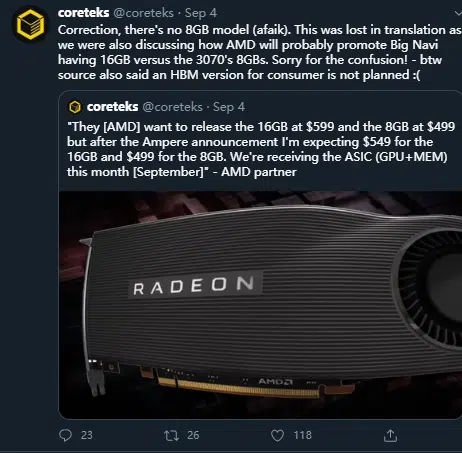 coreteks @coreteks · Sep 4
Correction, there's no 8GB model (afaik). This was lost in translation as
we were also discussing how AMD will probably promote Big Navi
having 16GB versus the 3070's 8GBs. Sorry for the confusion! - btw
source also said an HBM version for consumer is not planned :(
coreteks @coreteks · Sep 4
"They [AMD] want to release the 16GB at $599 and the 8GB at $499
but after the Ampere announcement I'm expecting $549 for the
16GB and $499 for the 8GB. We're receiving the ASIC (GPU+MEM)
this month [September]" - AMD partner
RADEON
AMD
23 26 118